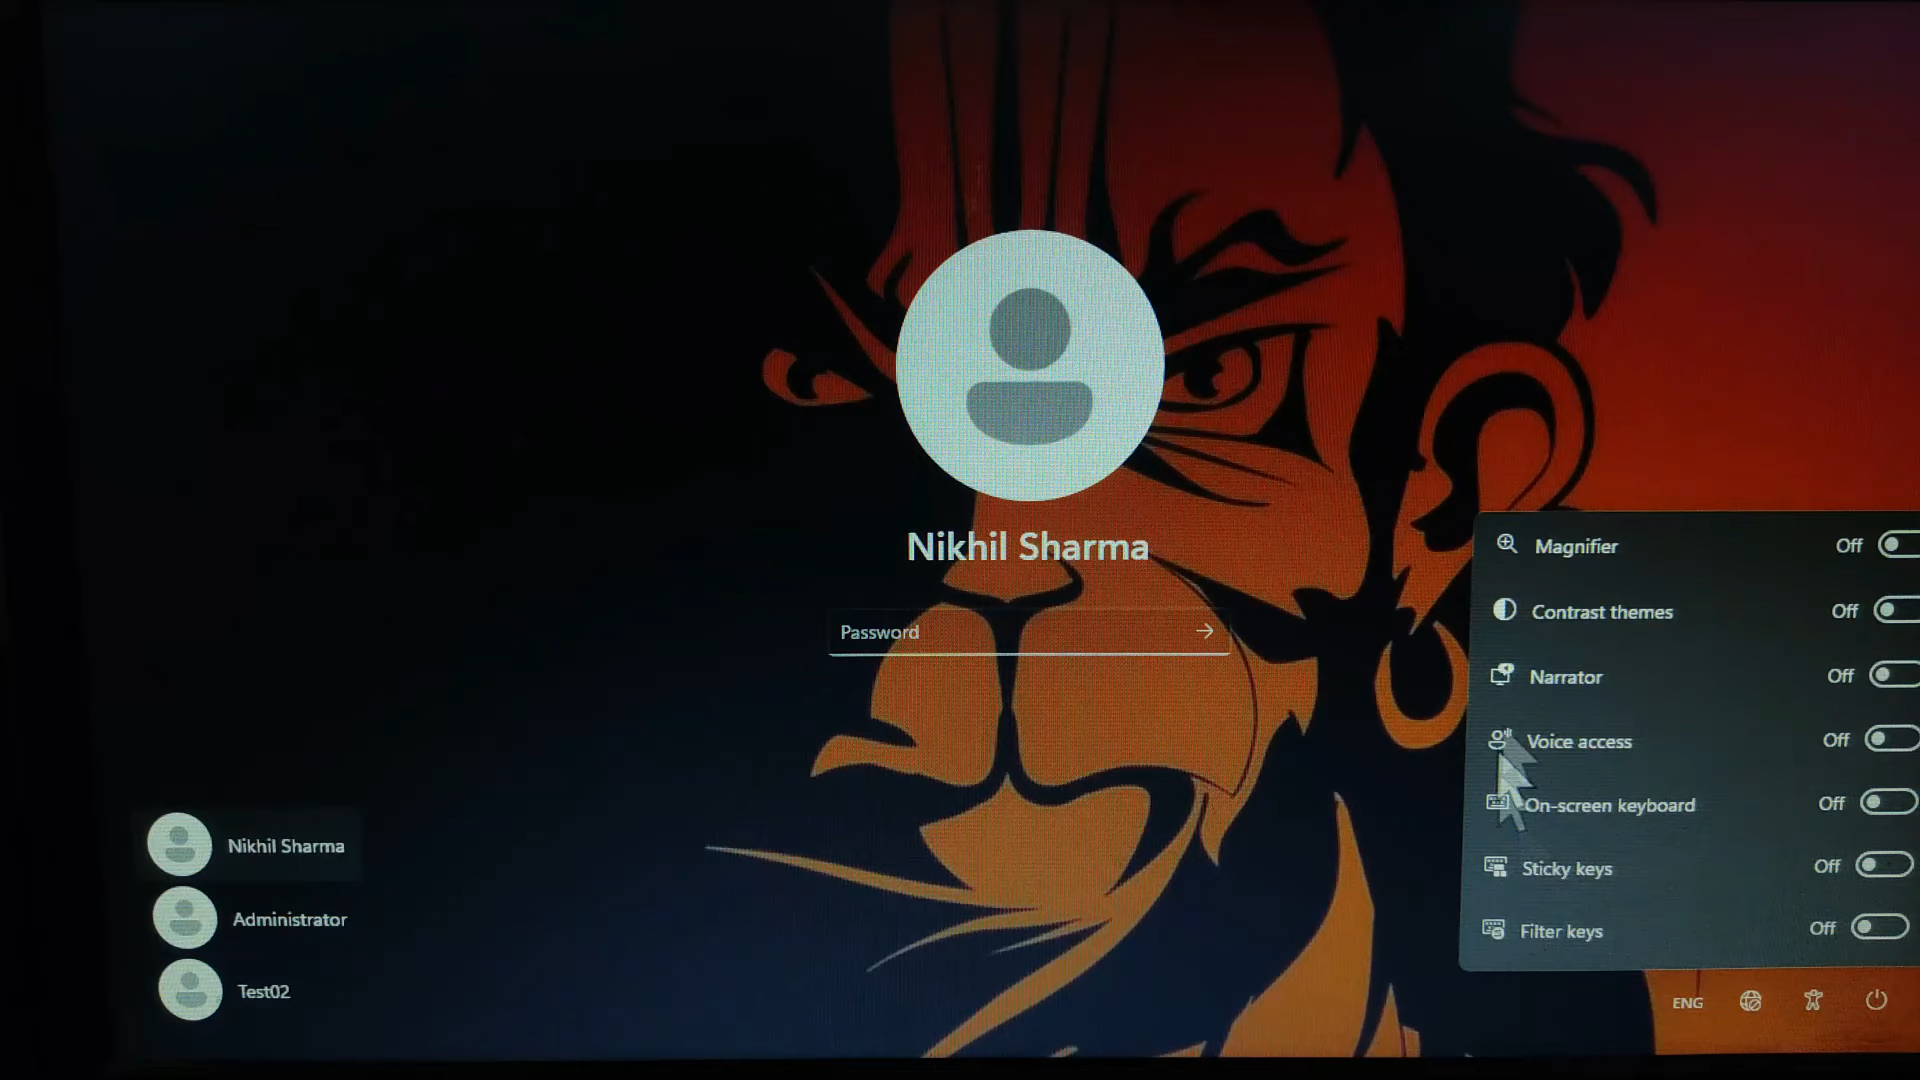 Nikhil Sharma
Password
Magnifier Off
Contrast themes Off
Narrator Off
Voice access Off
On-screen keyboard Off
Sticky keys Off
Filter keys Off
Nikhil Sharma
Administrator
Test02
ENG